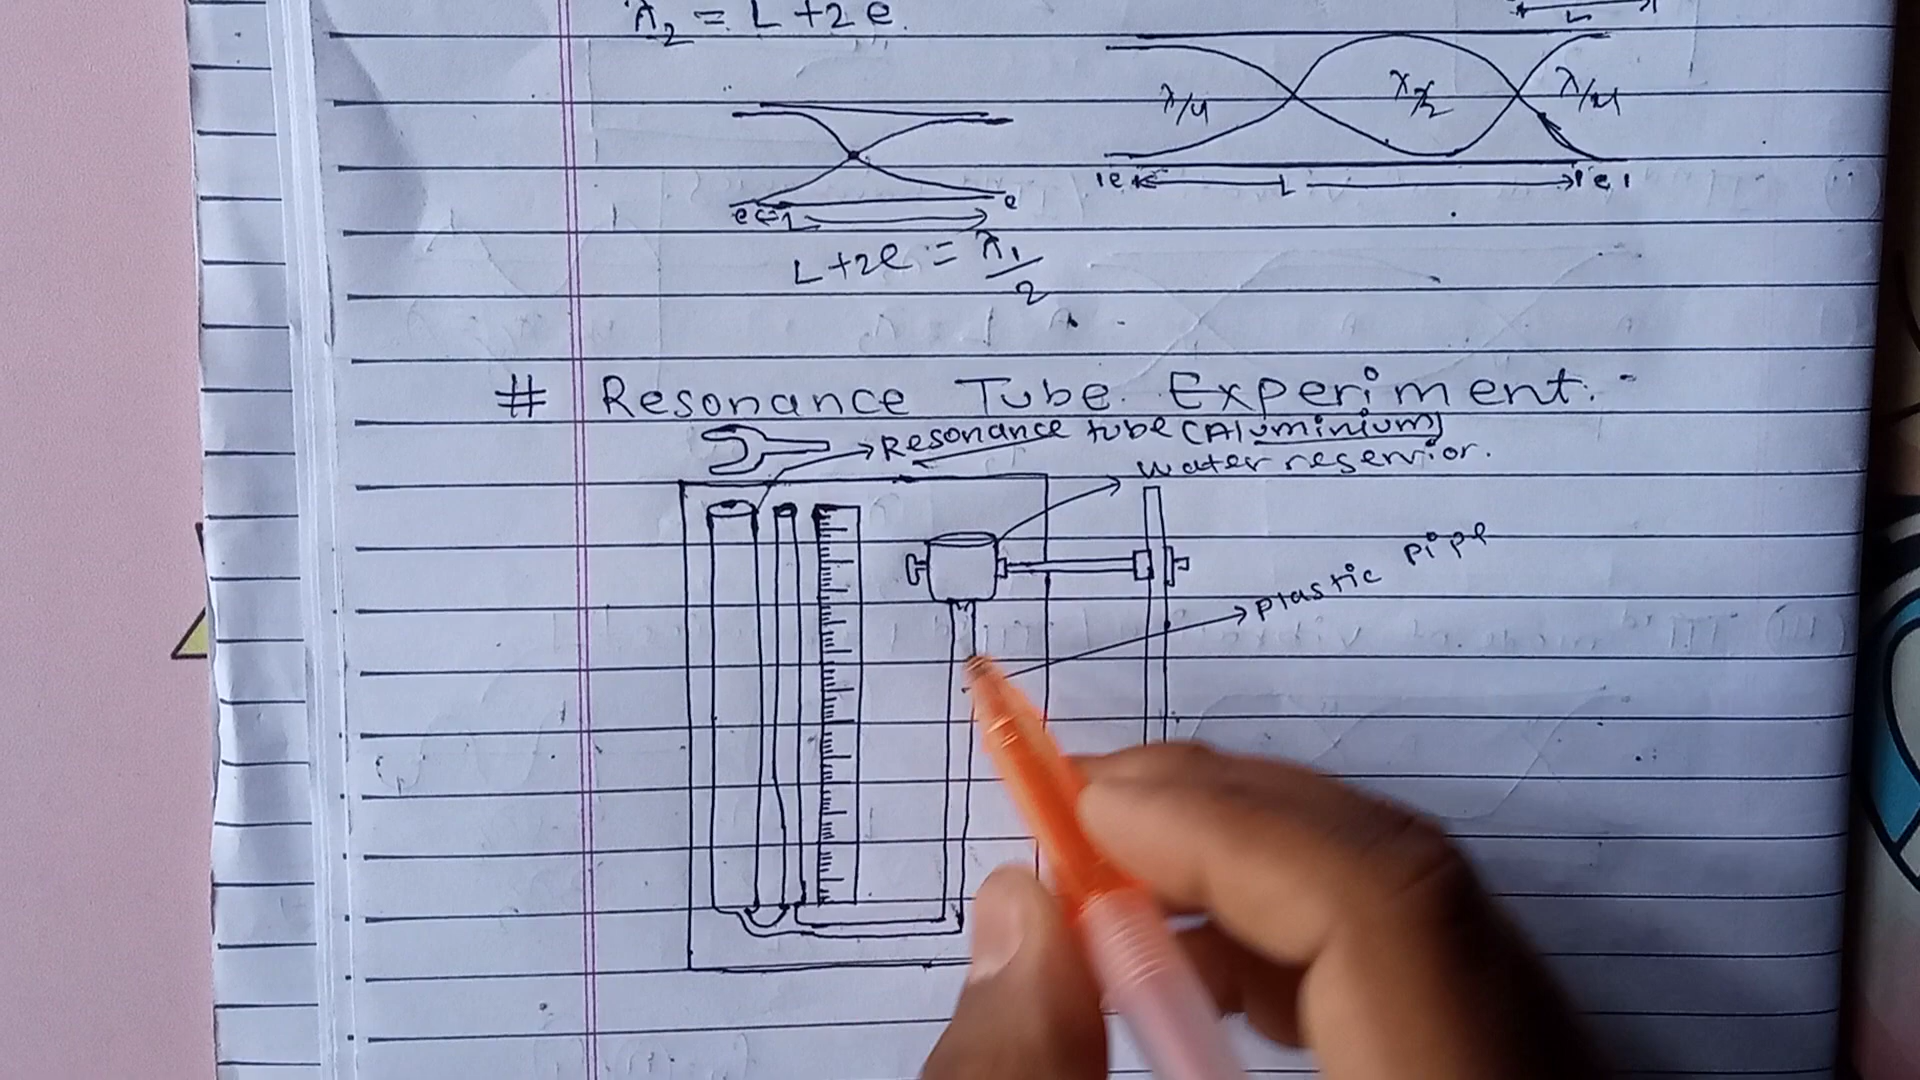 λ₂ = L + 2e.
L
λ/4
λ/2
λ/4
e
L
e
e
L
e
L + 2e = λ₁/2
# Resonance Tube Experiment:-
Resonance tube (Aluminium)
water reservior.
plastic pipe